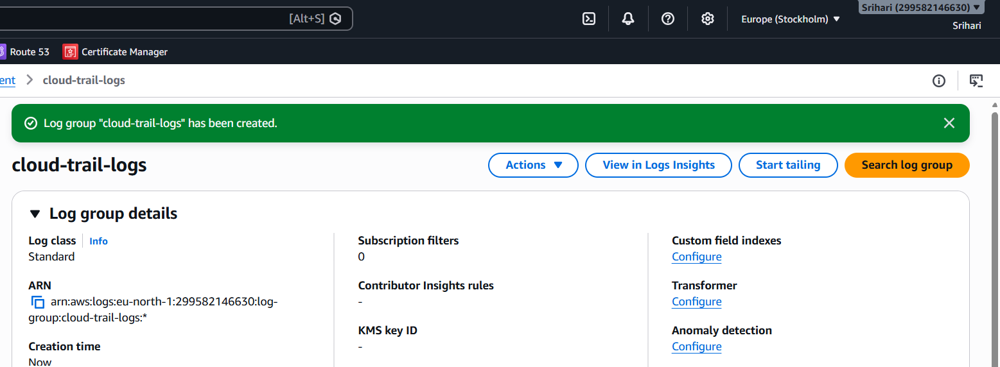 [Alt+S]
Europe (Stockholm)
Srihari (299582146630)
Srihari
Route 53
Certificate Manager
ent
cloud-trail-logs
Log group "cloud-trail-logs" has been created.
cloud-trail-logs
Actions
View in Logs Insights
Start tailing
Search log group
Log group details
Log class
Info
Standard
ARN
arn:aws:logs:eu-north-1:299582146630:log-
group:cloud-trail-logs:*
Creation time
Now
Subscription filters
0
Contributor Insights rules
-
KMS key ID
-
Custom field indexes
Configure
Transformer
Configure
Anomaly detection
Configure